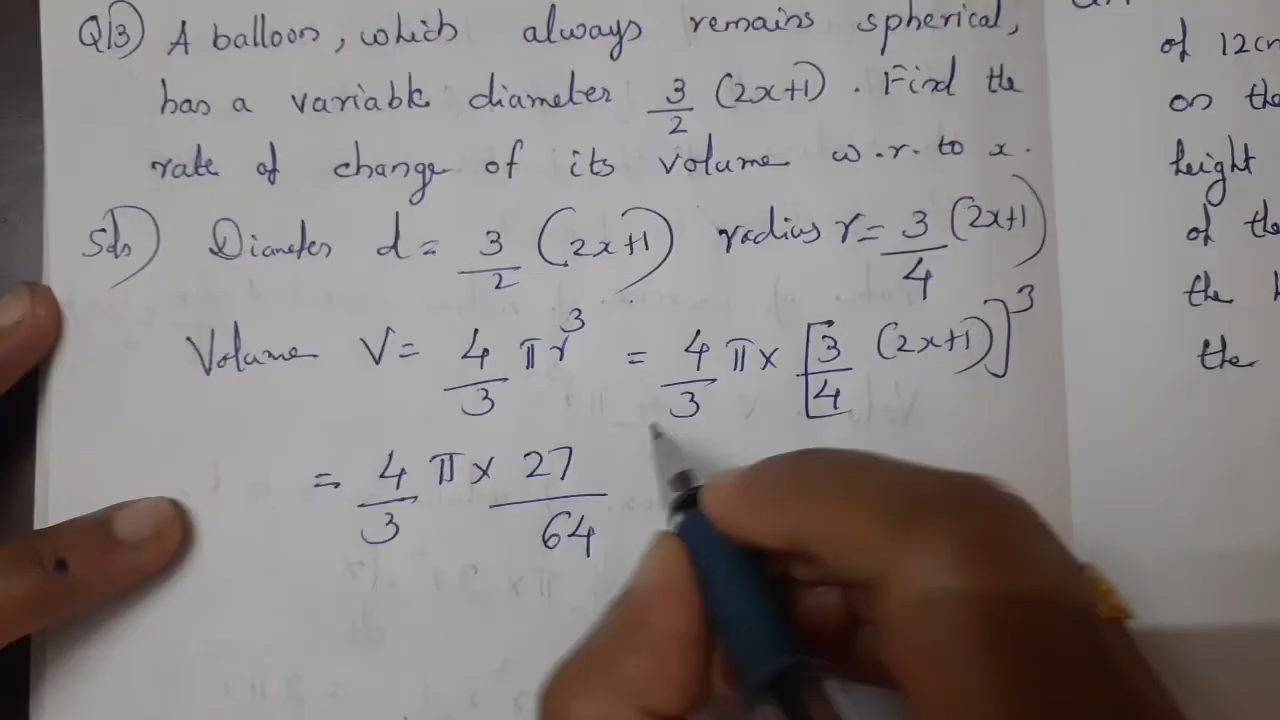 Q13) A balloon, which always remains spherical,
has a variable diameter 3/2 (2x+1). Find the
rate of change of its volume w.r. to x.
Soln) Diameter d = 3/2 (2x+1) radius r = 3/4 (2x+1)
Volume V = 4/3 πr³ = 4/3 π × [3/4 (2x+1)]³
= 4/3 π × 27/64
of 12cm
on the
height
of the
the
the